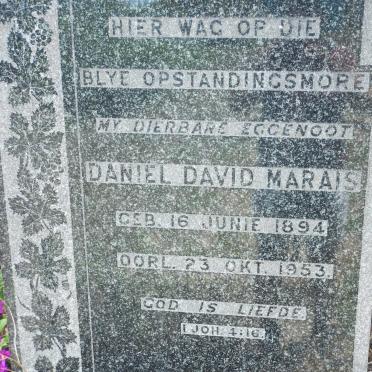 HIER WAG OP DIE
BLYE OPSTANDINGSMORE
MY DIERBARE EGGENOOT
DANIEL DAVID MARAIS
GEB. 16 JUNIE 1894
OORL. 23 OKT. 1953.
GOD IS LIEFDE.
1 JOH. 4:16.